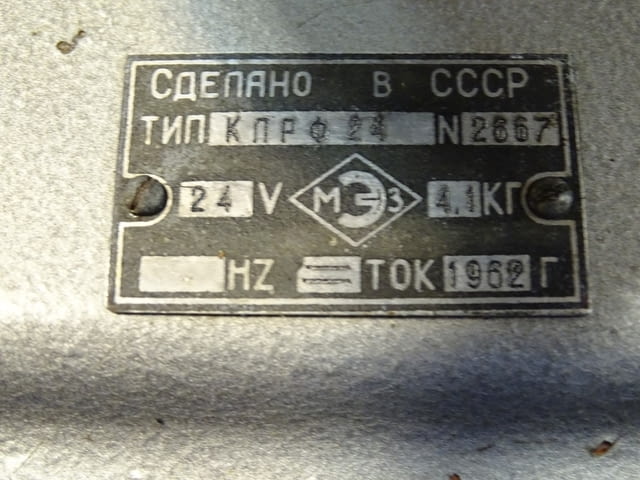 СДЕЛАНО В СССР
ТИП КПРФ 24 N 2667
24 V МЭЗ 4.1 КГ
HZ = ТОК 1962 Г